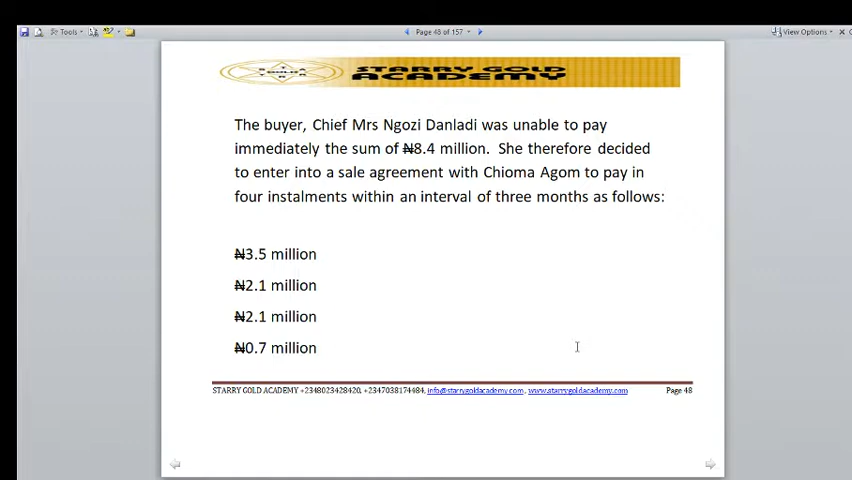 Tools
Page 48 of 157
View Options
STARRY GOLD
ACADEMY
The buyer, Chief Mrs Ngozi Danladi was unable to pay
immediately the sum of ₦8.4 million. She therefore decided
to enter into a sale agreement with Chioma Agom to pay in
four instalments within an interval of three months as follows:
₦3.5 million
₦2.1 million
₦2.1 million
₦0.7 million
STARRY GOLD ACADEMY +2348023428420, +2347038174484, info@starrygoldacademy.com, www.starrygoldacademy.com Page 48